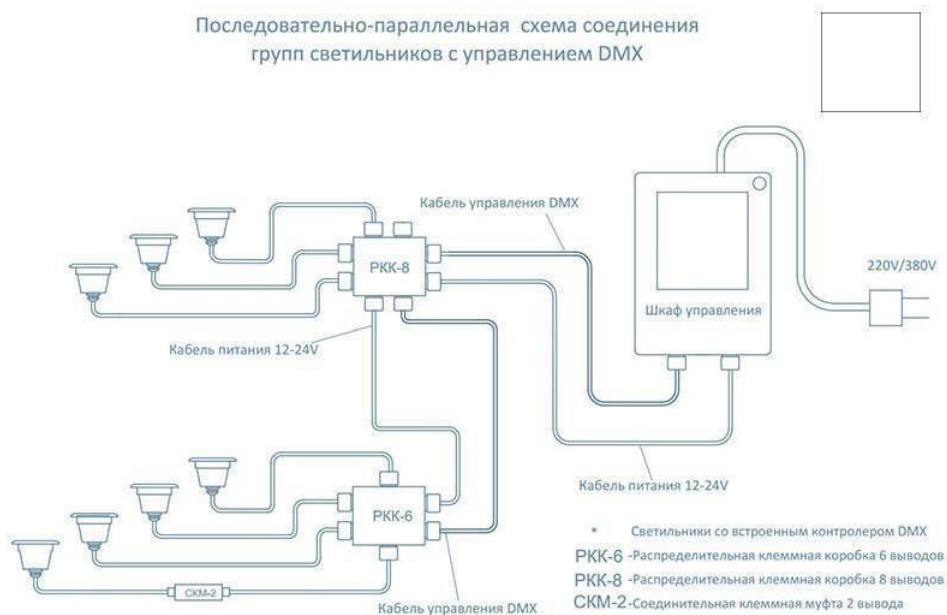 Последовательно-параллельная схема соединения
групп светильников с управлением DMX
Кабель управления DMX
220V/380V
РКК-8
Шкаф управления
Кабель питания 12-24V
Кабель питания 12-24V
РКК-6
* Светильники со встроенным контролером DMX
РКК-6 -Распределительная клеммная коробка 6 выводов
РКК-8 -Распределительная клеммная коробка 8 выводов
СКМ-2-Соединительная клеммная муфта 2 вывода
СКМ-2
Кабель управления DMX